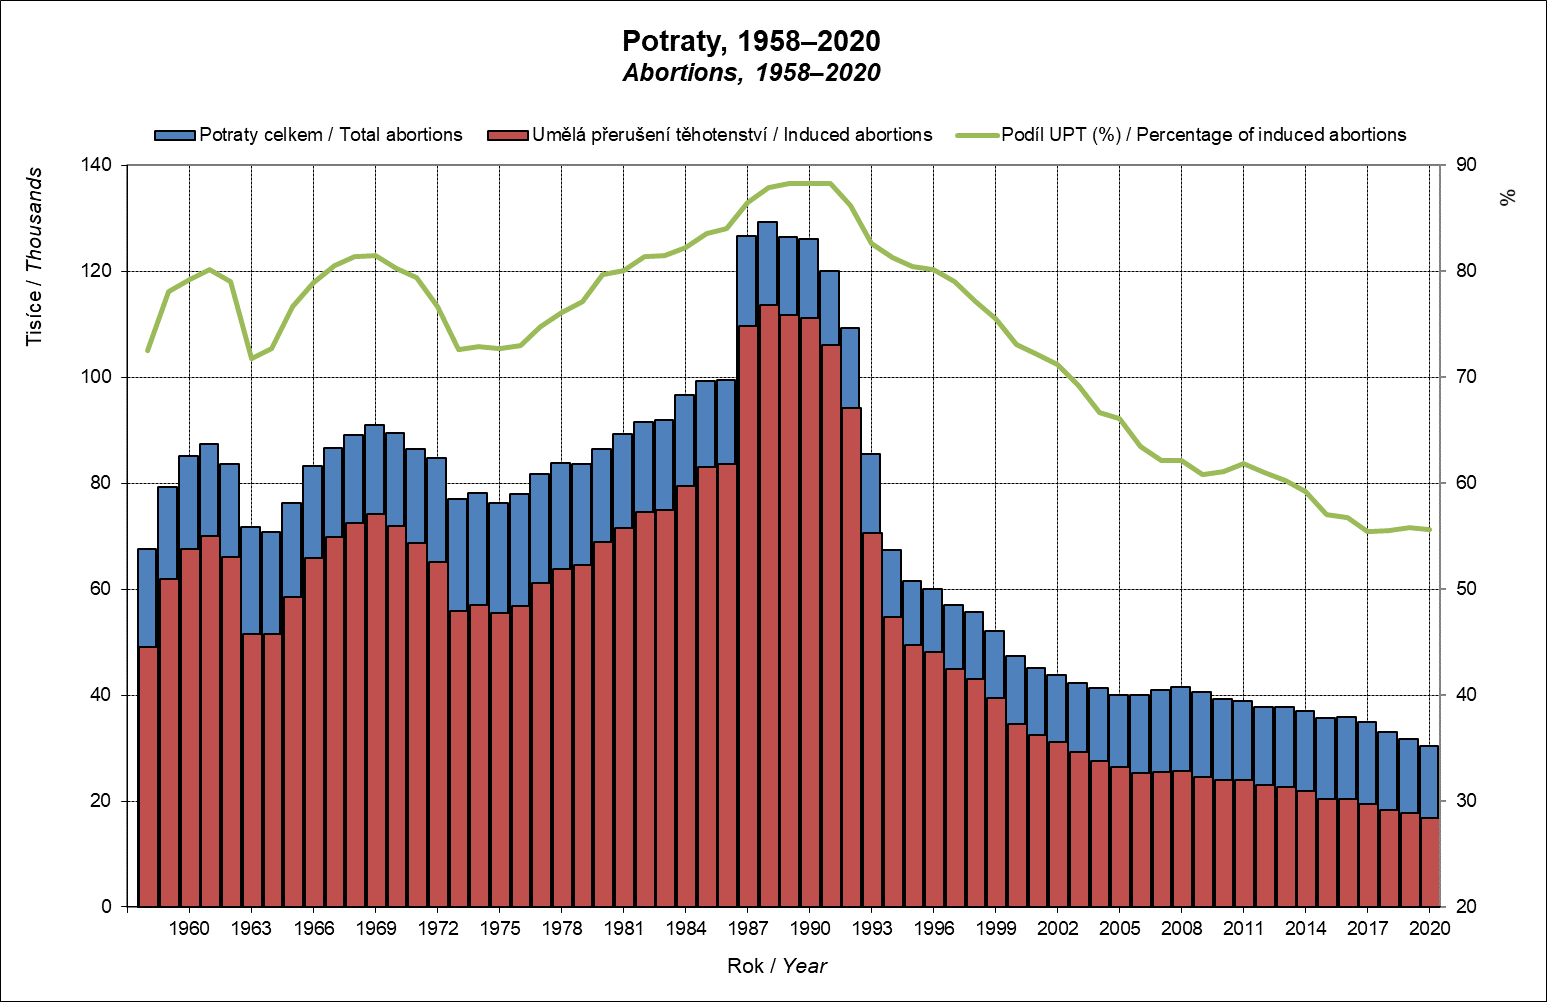 Potraty, 1958–2020
Abortions, 1958–2020
Potraty celkem / Total abortions
Umělá přerušení těhotenství / Induced abortions
Podíl UPT (%) / Percentage of induced abortions
Tisíce / Thousands
%
140
120
100
80
60
40
20
0
90
80
70
60
50
40
30
20
1960 1963 1966 1969 1972 1975 1978 1981 1984 1987 1990 1993 1996 1999 2002 2005 2008 2011 2014 2017 2020
Rok / Year